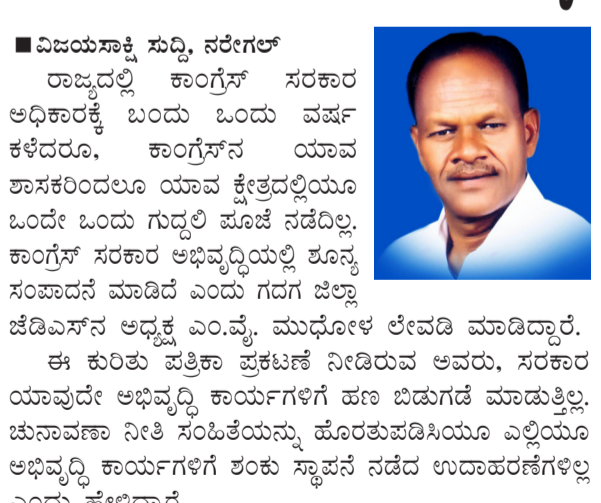 ■ ವಿಜಯಸಾಕ್ಷಿ ಸುದ್ದಿ, ನರೇಗಲ್
ರಾಜ್ಯದಲ್ಲಿ ಕಾಂಗ್ರೆಸ್ ಸರಕಾರ
ಅಧಿಕಾರಕ್ಕೆ ಬಂದು ಒಂದು ವರ್ಷ
ಕಳೆದರೂ, ಕಾಂಗ್ರೆಸ್‌ನ ಯಾವ
ಶಾಸಕರಿಂದಲೂ ಯಾವ ಕ್ಷೇತ್ರದಲ್ಲಿಯೂ
ಒಂದೇ ಒಂದು ಗುದ್ದಲಿ ಪೂಜೆ ನಡೆದಿಲ್ಲ.
ಕಾಂಗ್ರೆಸ್ ಸರಕಾರ ಅಭಿವೃದ್ಧಿಯಲ್ಲಿ ಶೂನ್ಯ
ಸಂಪಾದನೆ ಮಾಡಿದೆ ಎಂದು ಗದಗ ಜಿಲ್ಲಾ
ಜೆಡಿಎಸ್‌ನ ಅಧ್ಯಕ್ಷ ಎಂ.ವೈ. ಮುಧೋಳ ಲೇವಡಿ ಮಾಡಿದ್ದಾರೆ.
ಈ ಕುರಿತು ಪತ್ರಿಕಾ ಪ್ರಕಟಣೆ ನೀಡಿರುವ ಅವರು, ಸರಕಾರ
ಯಾವುದೇ ಅಭಿವೃದ್ಧಿ ಕಾರ್ಯಗಳಿಗೆ ಹಣ ಬಿಡುಗಡೆ ಮಾಡುತ್ತಿಲ್ಲ.
ಚುನಾವಣಾ ನೀತಿ ಸಂಹಿತೆಯನ್ನು ಹೊರತುಪಡಿಸಿಯೂ ಎಲ್ಲಿಯೂ
ಅಭಿವೃದ್ಧಿ ಕಾರ್ಯಗಳಿಗೆ ಶಂಕು ಸ್ಥಾಪನೆ ನಡೆದ ಉದಾಹರಣೆಗಳಿಲ್ಲ
ಎಂದು ಹೇಳಿದ್ದಾರೆ.